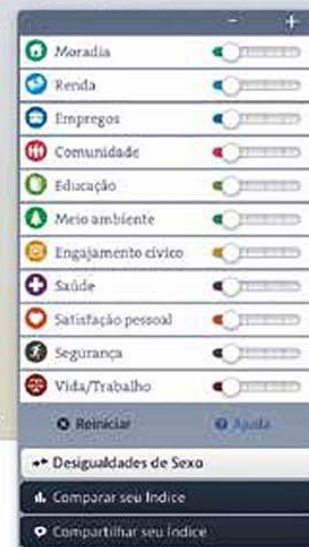 - +
Moradia
Renda
Empregos
Comunidade
Educação
Meio ambiente
Engajamento cívico
Saúde
Satisfação pessoal
Segurança
Vida/Trabalho
Reiniciar Ajuda
Desigualdades de Sexo
Comparar seu Indice
Compartilhar seu índice